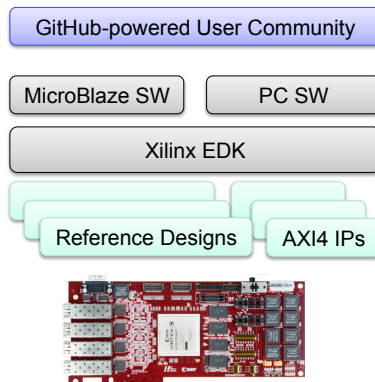 GitHub-powered User Community
MicroBlaze SW
PC SW
Xilinx EDK
Reference Designs
AXI4 IPs